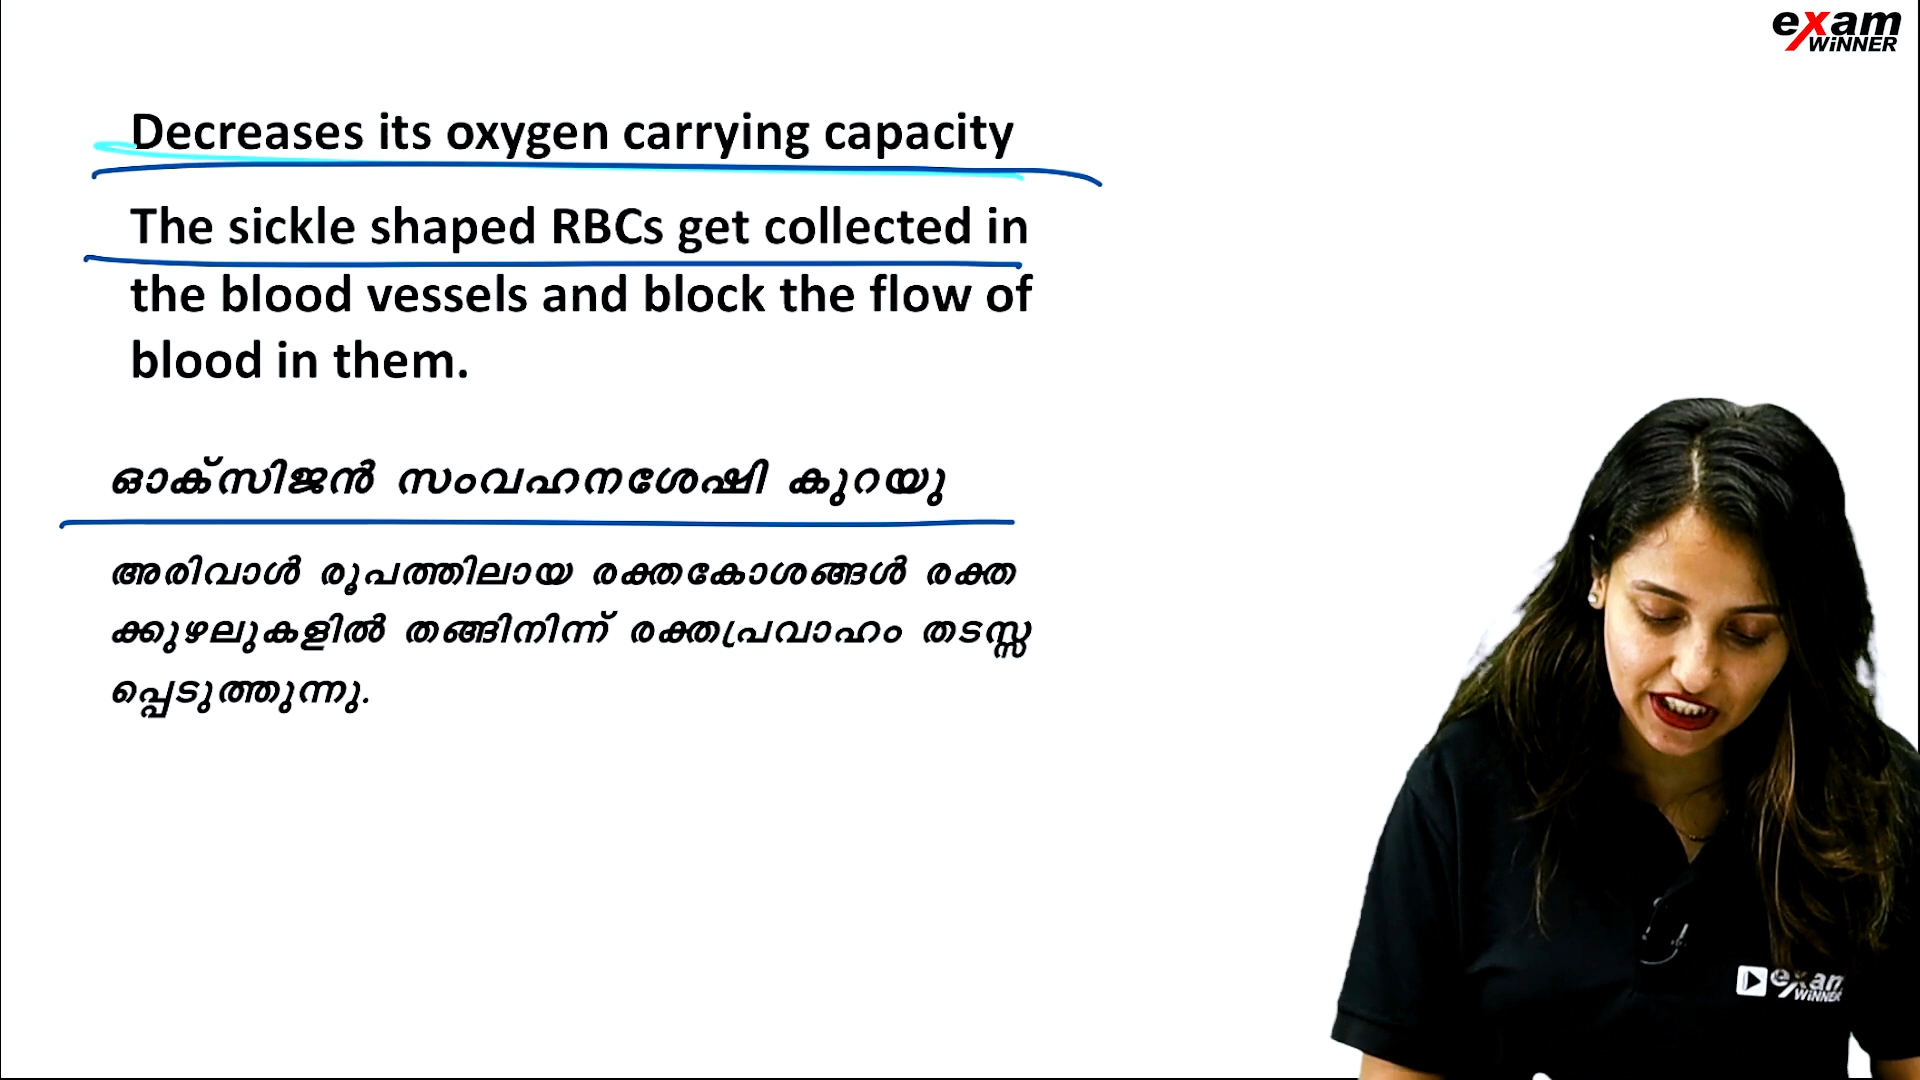 exam
WiNNER
Decreases its oxygen carrying capacity
The sickle shaped RBCs get collected in
the blood vessels and block the flow of
blood in them.
ഓക്സിജൻ സംവഹനശേഷി കുറയു
അരിവാൾ രൂപത്തിലായ രക്തകോശങ്ങൾ രക്ത
ക്കുഴലുകളിൽ തങ്ങിനിന്ന് രക്തപ്രവാഹം തടസ്സ
പ്പെടുത്തുന്നു.
exam
WiNNER